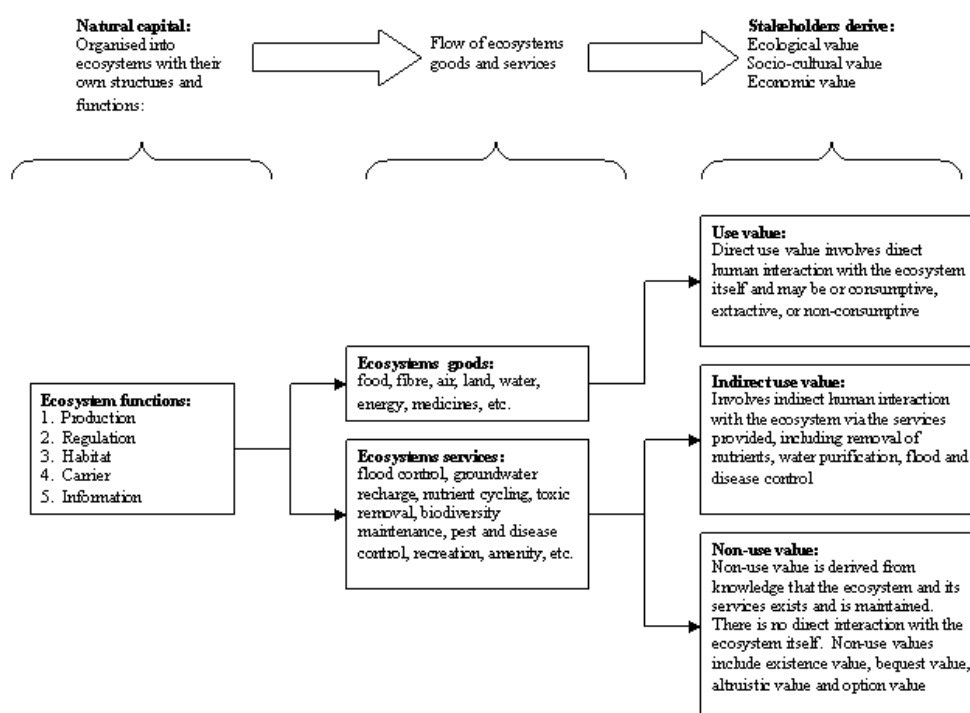 Natural capital:
Organised into
ecosystems with their
own structures and
functions:
Flow of ecosystems
goods and services
Stakeholders derive:
Ecological value
Socio-cultural value
Economic value
Ecosystem functions:
1. Production
2. Regulation
3. Habitat
4. Carrier
5. Information
Ecosystems goods:
food, fibre, air, land, water,
energy, medicines, etc.
Ecosystems services:
flood control, groundwater
recharge, nutrient cycling, toxic
removal, biodiversity
maintenance, pest and disease
control, recreation, amenity, etc.
Use value:
Direct use value involves direct
human interaction with the ecosystem
itself and may be or consumptive,
extractive, or non-consumptive
Indirect use value:
Involves indirect human interaction
with the ecosystem via the services
provided, including removal of
nutrients, water purification, flood and
disease control
Non-use value:
Non-use value is derived from
knowledge that the ecosystem and its
services exists and is maintained.
There is no direct interaction with the
ecosystem itself. Non-use values
include existence value, bequest value,
altruistic value and option value